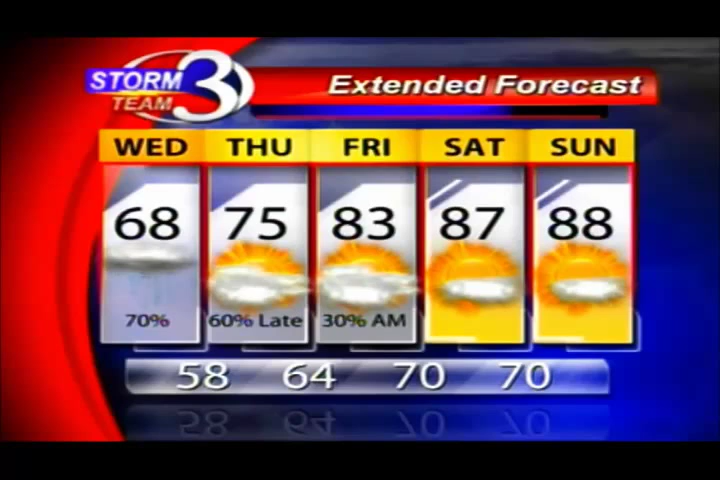 STORM 3
TEAM
Extended Forecast
WED THU FRI SAT SUN
68 75 83 87 88
70% 60% Late 30% AM
58 64 70 70